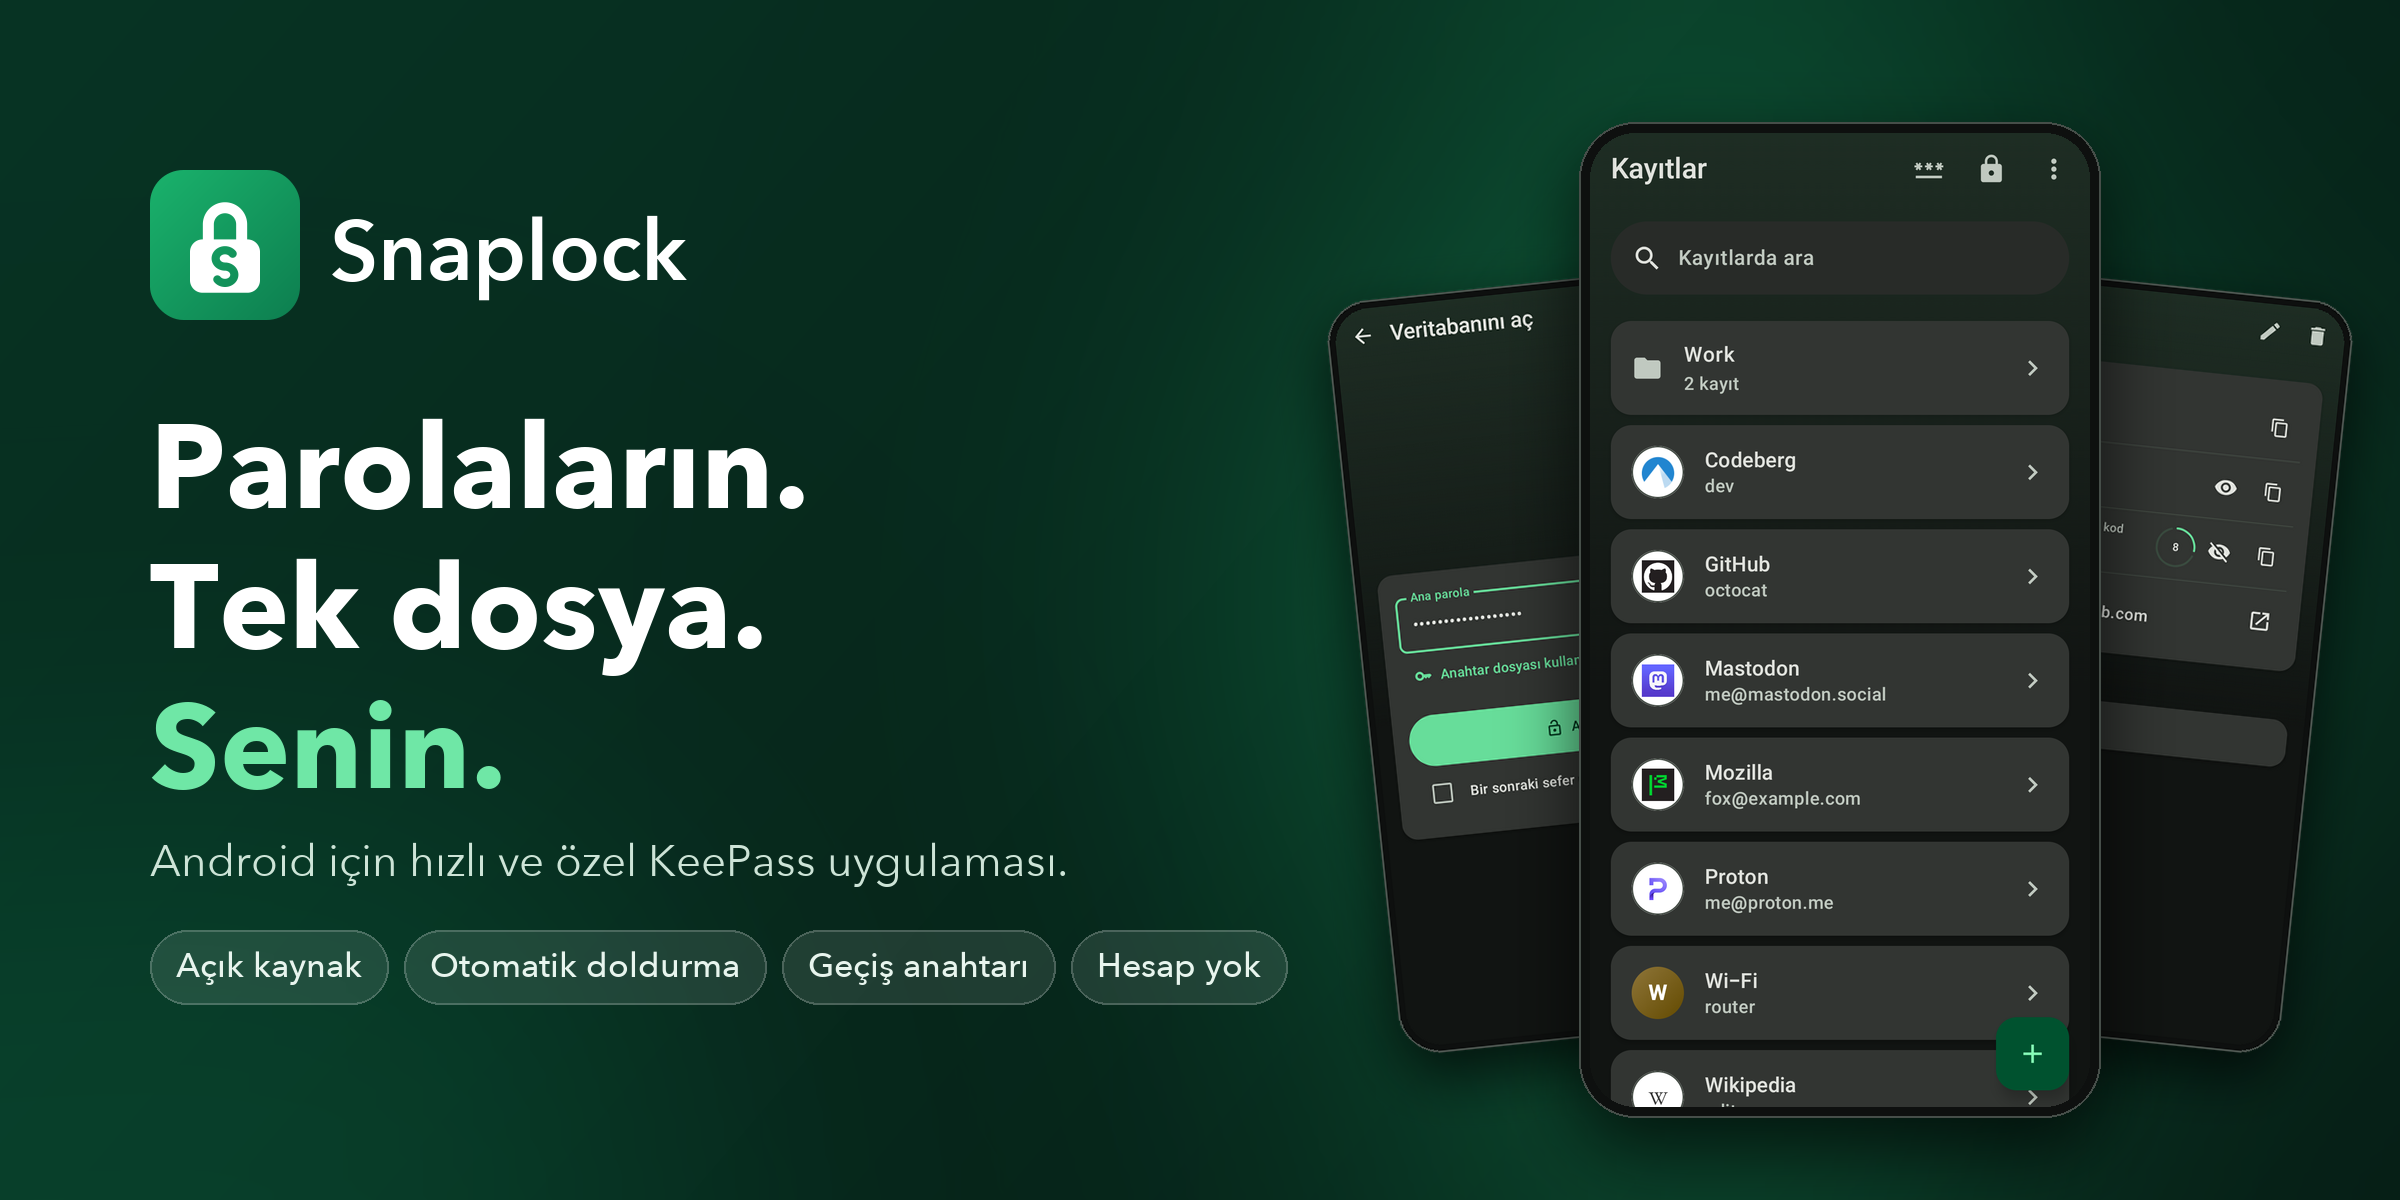 Snaplock
Parolaların.
Tek dosya.
Senin.
Android için hızlı ve özel KeePass uygulaması.
Açık kaynak
Otomatik doldurma
Geçiş anahtarı
Hesap yok
Veritabanını aç
Ana parola
Anahtar dosyası
Bir sonraki sefer
Kayıtlar
Kayıtlarda ara
Work
2 kayıt
Codeberg
dev
GitHub
octocat
Mastodon
me@mastodon.social
Mozilla
fox@example.com
Proton
me@proton.me
W
Wi-Fi
router
W
Wikipedia
kod
8
b.com